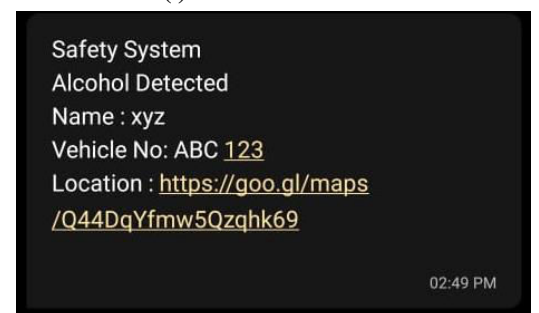 Safety System
Alcohol Detected
Name : xyz
Vehicle No: ABC 123
Location : https://goo.gl/maps
/Q44DqYfmw5Qzqhk69
02:49 PM